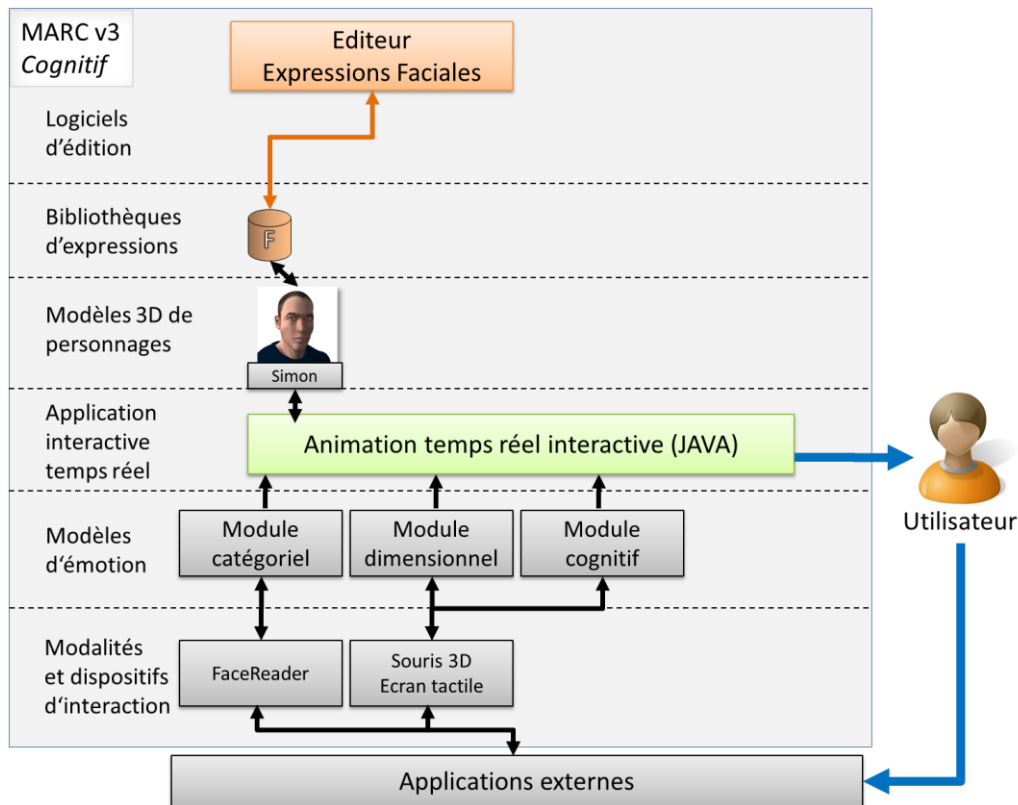 MARC v3
Cognitif
Editeur
Expressions Faciales
Logiciels
d’édition
Bibliothèques
d’expressions
F
Modèles 3D de
personnages
Simon
Application
interactive
temps réel
Animation temps réel interactive (JAVA)
Utilisateur
Modèles
d‘émotion
Module
catégoriel
Module
dimensionnel
Module
cognitif
Modalités
et dispositifs
d‘interaction
FaceReader
Souris 3D
Ecran tactile
Applications externes